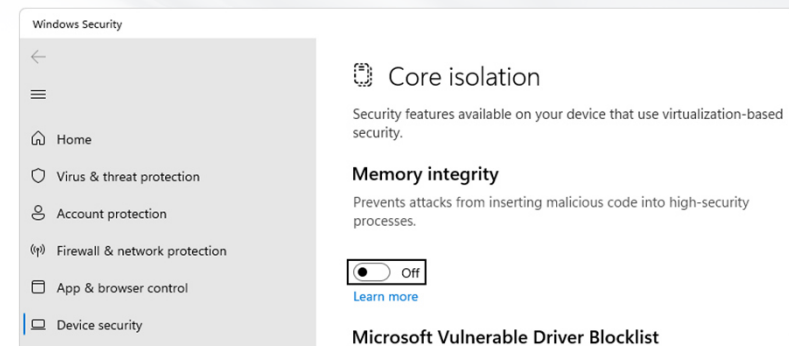 Windows Security
Home
Virus & threat protection
Account protection
Firewall & network protection
App & browser control
Device security
Core isolation
Security features available on your device that use virtualization-based
security.
Memory integrity
Prevents attacks from inserting malicious code into high-security
processes.
Off
Learn more
Microsoft Vulnerable Driver Blocklist